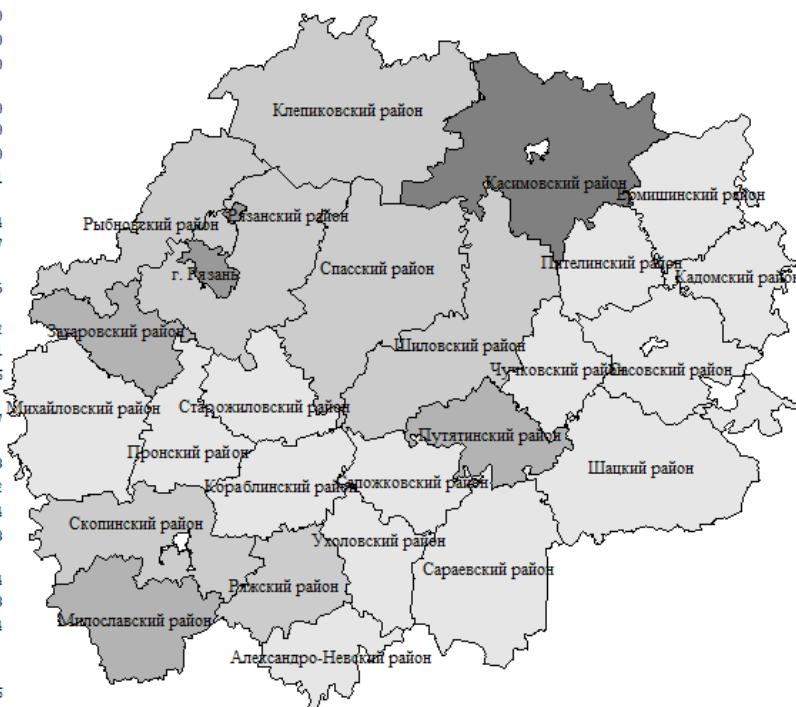 Клепиковский район
Касимовский район
Ермишинский район
Рыбновский район
Рязанский район
г. Рязань
Спасский район
Пителинский район
Кадомский район
Захаровский район
Шиловский район
Чучковский район
Сасовский район
Михайловский район
Старожиловский район
Путятинский район
Пронский район
Шацкий район
Кораблинский район
Сапожковский район
Скопинский район
Ухоловский район
Сараевский район
Ряжский район
Милославский район
Александро-Невский район